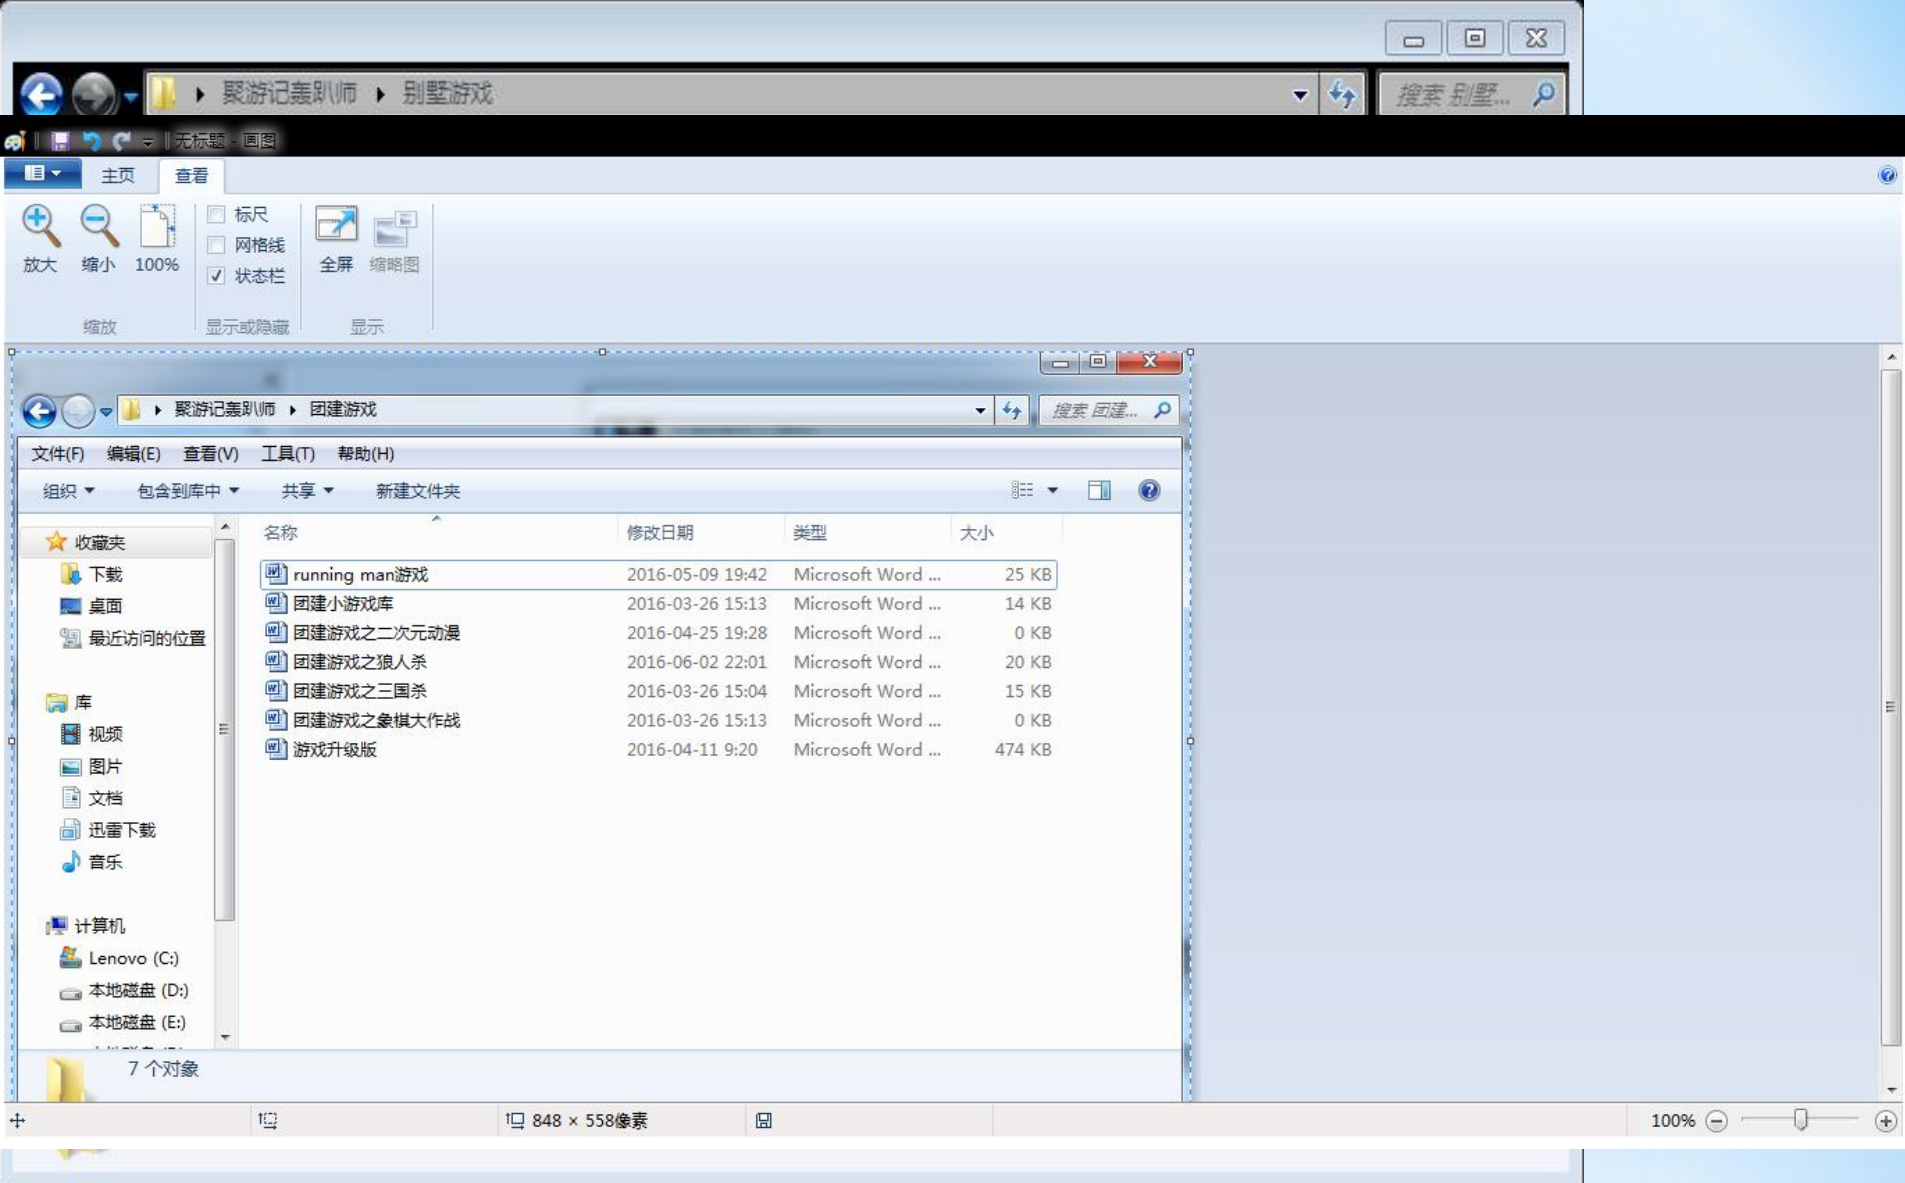 聚游记轰趴师 别墅游戏 搜索 别墅...
无标题 - 画图
主页 查看
标尺
网格线
状态栏
放大 缩小 100% 全屏 缩略图
缩放 显示或隐藏 显示
聚游记轰趴师 团建游戏 搜索 团建...
文件(F) 编辑(E) 查看(V) 工具(T) 帮助(H)
组织 包含到库中 共享 新建文件夹
名称 修改日期 类型 大小
收藏夹
下载
桌面
最近访问的位置
库
视频
图片
文档
迅雷下载
音乐
计算机
Lenovo (C:)
本地磁盘 (D:)
本地磁盘 (E:)
running man游戏 2016-05-09 19:42 Microsoft Word ... 25 KB
团建小游戏库 2016-03-26 15:13 Microsoft Word ... 14 KB
团建游戏之二次元动漫 2016-04-25 19:28 Microsoft Word ... 0 KB
团建游戏之狼人杀 2016-06-02 22:01 Microsoft Word ... 20 KB
团建游戏之三国杀 2016-03-26 15:04 Microsoft Word ... 15 KB
团建游戏之象棋大作战 2016-03-26 15:13 Microsoft Word ... 0 KB
游戏升级版 2016-04-11 9:20 Microsoft Word ... 474 KB
7 个对象
848 × 558像素 100%